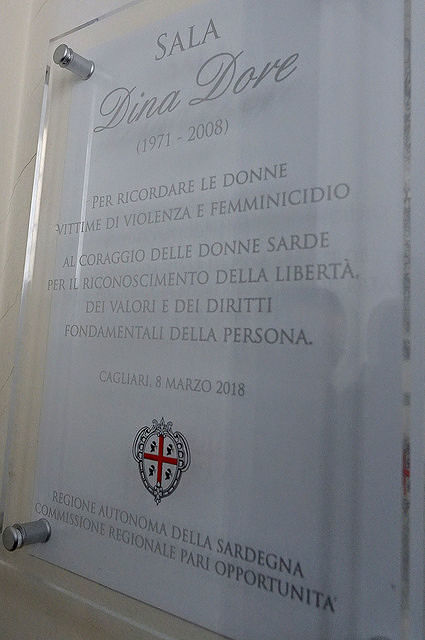 SALA
Dina Dore
(1971 - 2008)
PER RICORDARE LE DONNE
VITTIME DI VIOLENZA E FEMMINICIDIO
AL CORAGGIO DELLE DONNE SARDE
PER IL RICONOSCIMENTO DELLA LIBERTÀ,
DEI VALORI E DEI DIRITTI
FONDAMENTALI DELLA PERSONA.
CAGLIARI, 8 MARZO 2018
REGIONE AUTONOMA DELLA SARDEGNA
COMMISSIONE REGIONALE PARI OPPORTUNITA'